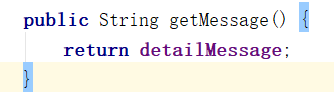 public String getMessage() {
    return detailMessage;
}